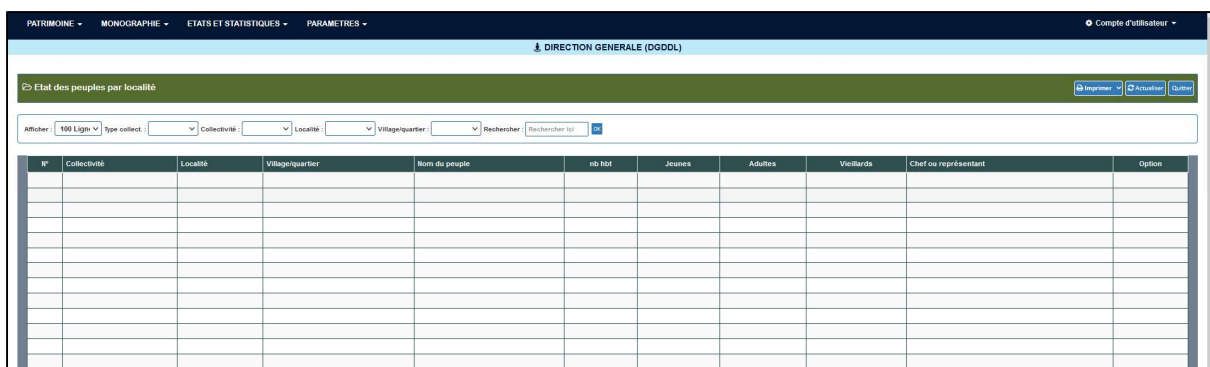 PATRIMOINE MONOGRAPHIE ETATS ET STATISTIQUES PARAMETRES Compte d'utilisateur
DIRECTION GENERALE (DGDDL)
Etat des peuples par localité Imprimer Actualiser Quitter
Afficher : 100 Lign Type collect. : Collectivité : Localité : Village/quartier : Rechercher : Rechercher ici OK
N° Collectivité Localité Village/quartier Nom du peuple nb hbt Jeunes Adultes Vieillards Chef ou représentant Option